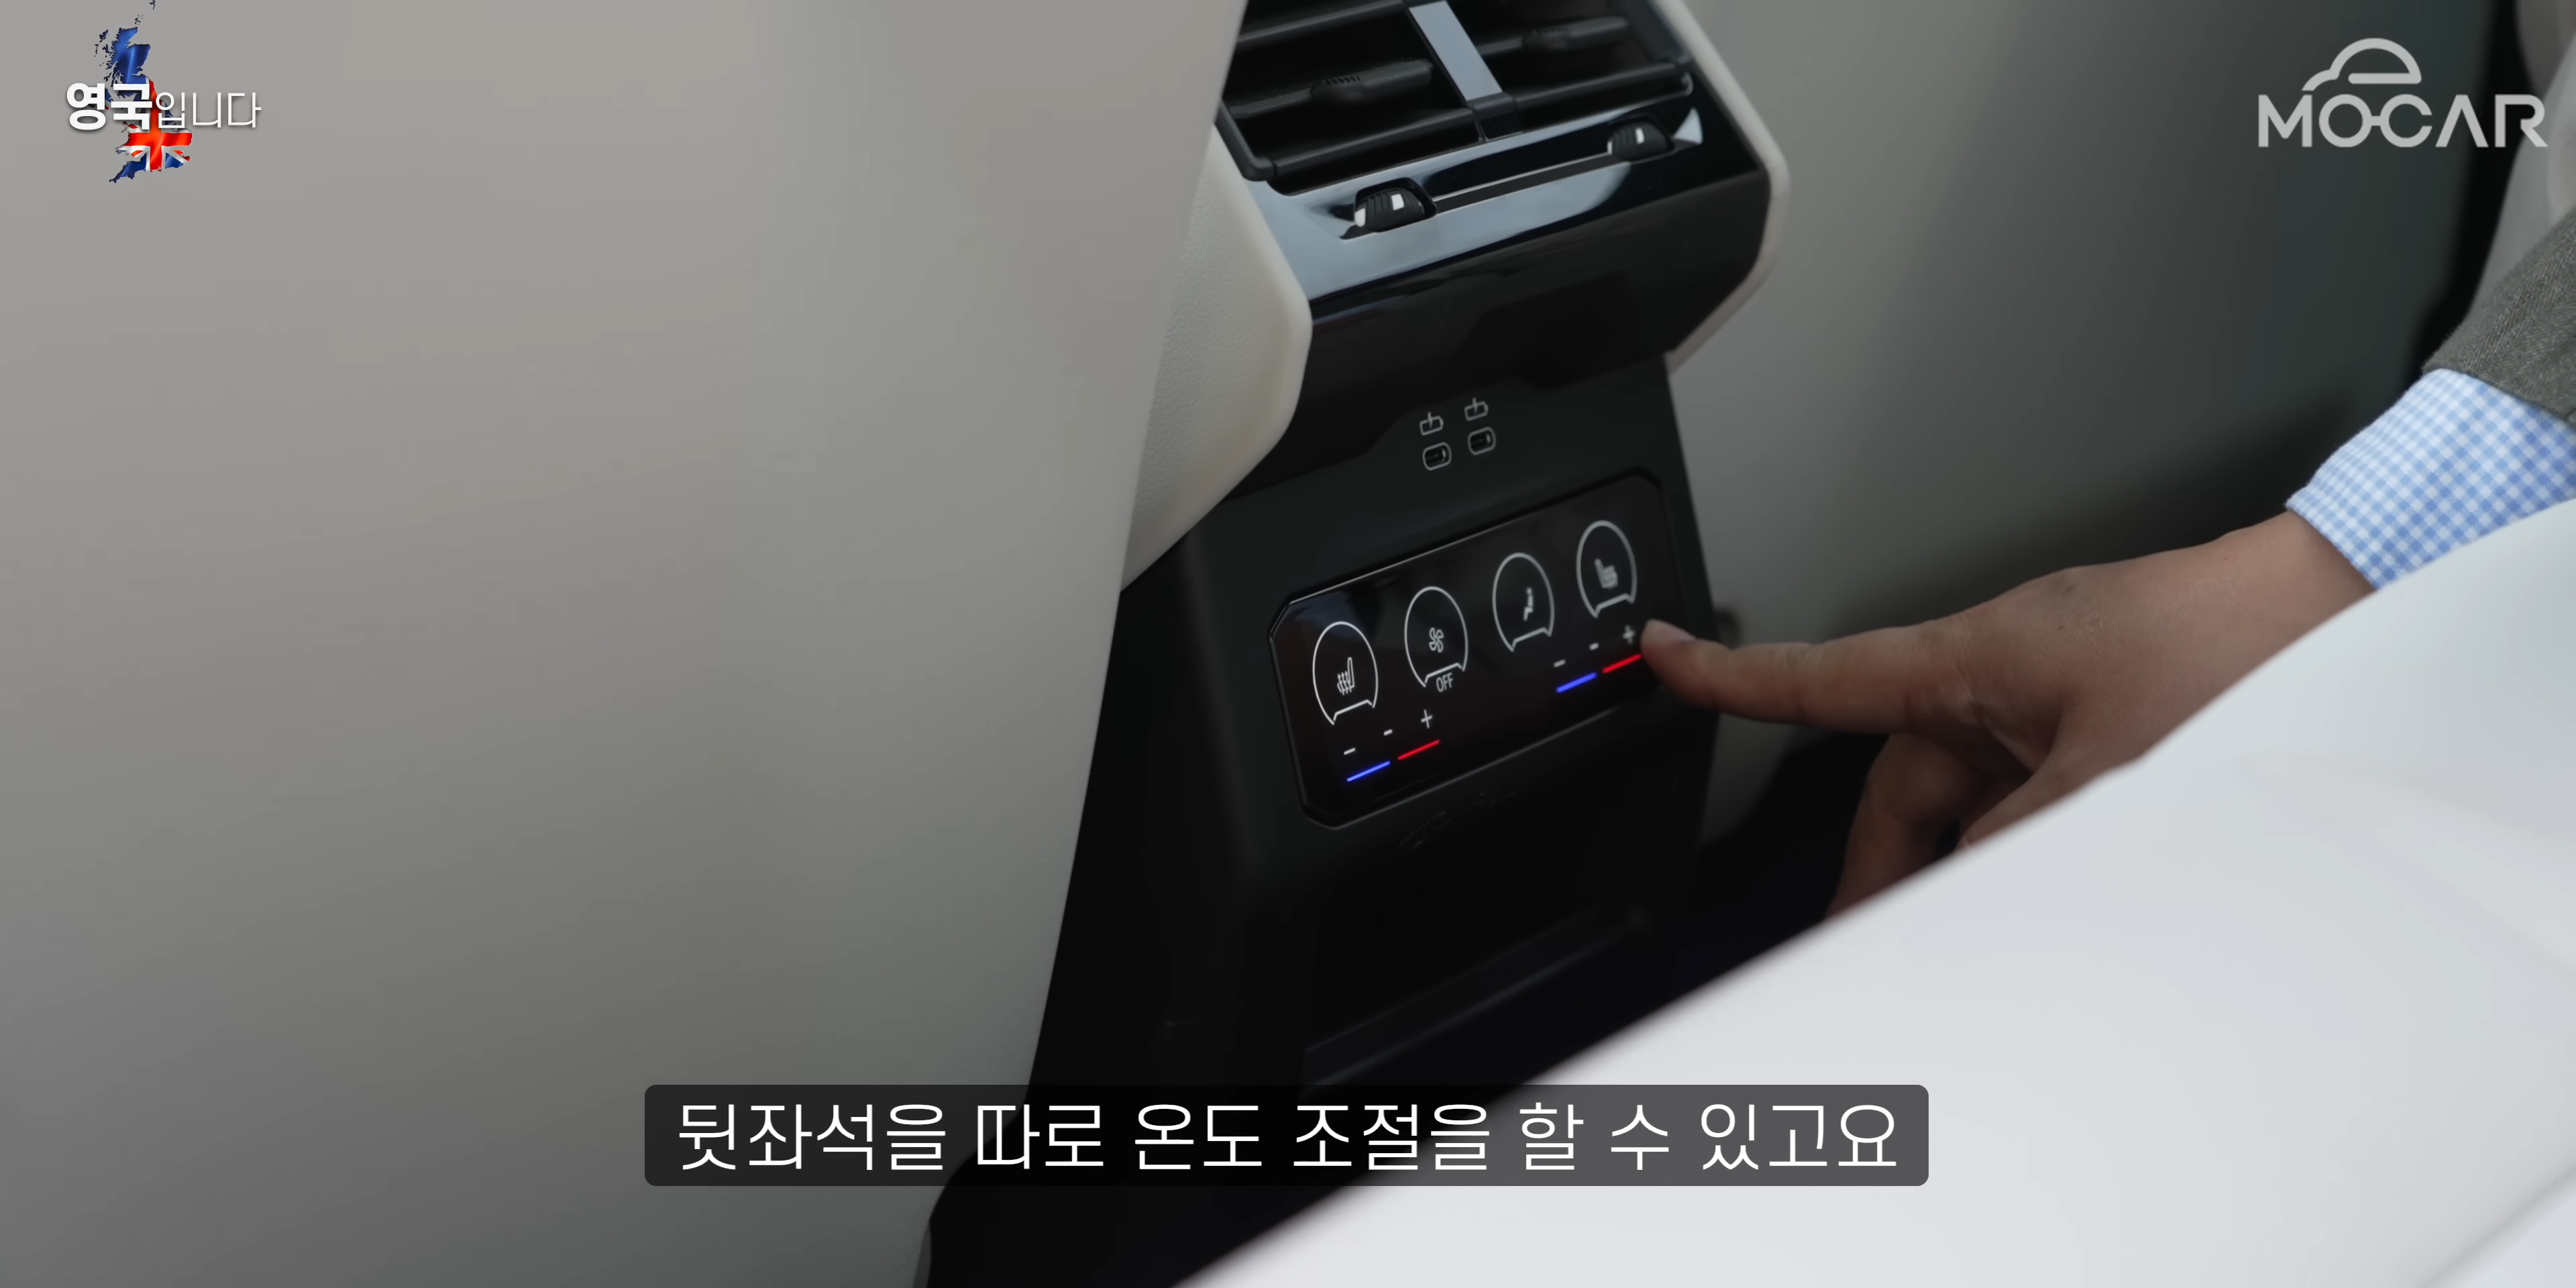 영국입니다
MOCAR
OFF
- - +
- - +
뒷좌석을 따로 온도 조절을 할 수 있고요